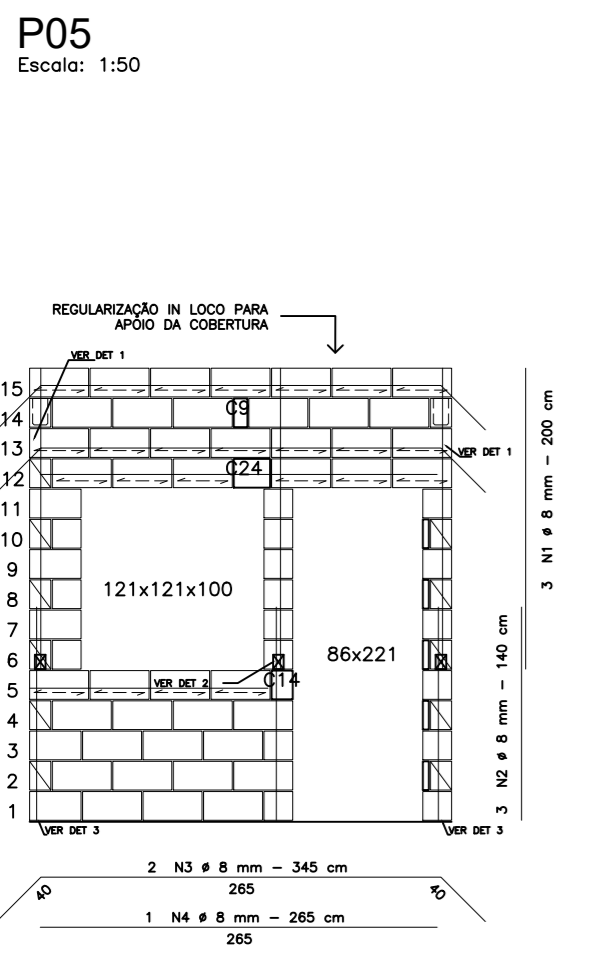 P05
Escala: 1:50
REGULARIZAÇÃO IN LOCO PARA
APOIO DA COBERTURA
VER DET 1
15
14
C9
13
VER DET 1
12
C24
11
10
9
121x121x100
8
7
6
86x221
5
VER DET 2
C14
4
3
2
1
VER DET 3
VER DET 3
3 N1 ø 8 mm – 200 cm
3 N2 ø 8 mm – 140 cm
2 N3 ø 8 mm – 345 cm
40
265
40
1 N4 ø 8 mm – 265 cm
265